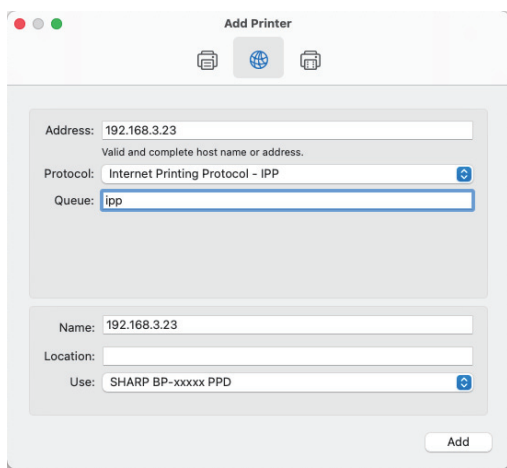 Add Printer
Address: 192.168.3.23
Valid and complete host name or address.
Protocol: Internet Printing Protocol - IPP
Queue: ipp
Name: 192.168.3.23
Location:
Use: SHARP BP-xxxxx PPD
Add